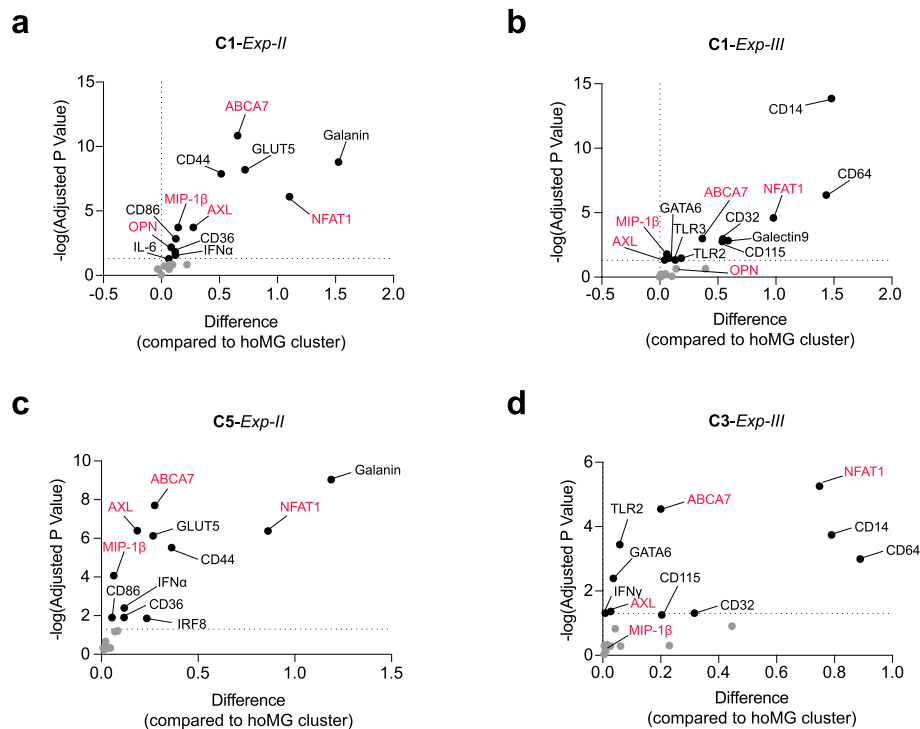 a
C1-Exp-II
-log(Adjusted P Value)
15
10
5
0
-0.5
0.0
0.5
1.0
1.5
2.0
ABCA7
Galanin
GLUT5
CD44
NFAT1
MIP-1β
AXL
CD86
OPN
CD36
IL-6
IFNα
Difference
(compared to hoMG cluster)
b
C1-Exp-III
-log(Adjusted P Value)
15
10
5
0
-0.5
0.0
0.5
1.0
1.5
2.0
CD14
CD64
ABCA7
NFAT1
GATA6
MIP-1β
TLR3
CD32
AXL
Galectin9
TLR2
CD115
OPN
Difference
(compared to hoMG cluster)
c
C5-Exp-II
-log(Adjusted P Value)
10
8
6
4
2
0
0.0
0.5
1.0
1.5
Galanin
ABCA7
AXL
NFAT1
GLUT5
CD44
MIP-1β
IFNα
CD86
CD36
IRF8
Difference
(compared to hoMG cluster)
d
C3-Exp-III
-log(Adjusted P Value)
6
4
2
0
0.0
0.2
0.4
0.6
0.8
1.0
NFAT1
ABCA7
TLR2
CD14
CD64
GATA6
CD115
IFNγ
AXL
CD32
MIP-1β
Difference
(compared to hoMG cluster)